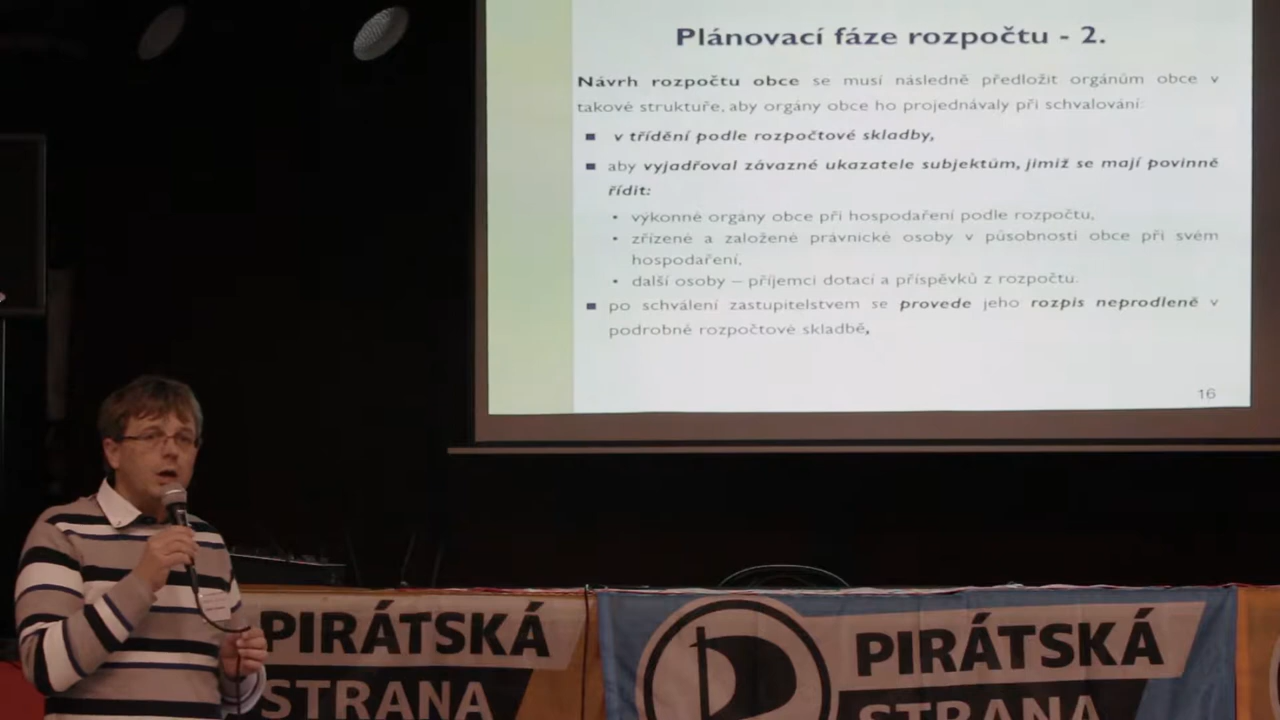 Plánovací fáze rozpočtu - 2.
Návrh rozpočtu obce se musí následně předložit orgánům obce v
takové struktuře, aby orgány obce ho projednávaly při schvalování:
■ v třídění podle rozpočtové skladby,
■ aby vyjadřoval závazné ukazatele subjektům, jimiž se mají povinně
řídit:
• výkonné orgány obce při hospodaření podle rozpočtu,
• zřízené a založené právnické osoby v působnosti obce při svém
hospodaření,
• další osoby – příjemci dotací a příspěvků z rozpočtu.
■ po schválení zastupitelstvem se provede jeho rozpis neprodleně v
podrobné rozpočtové skladbě,
16
PIRÁTSKÁ
STRANA
PIRÁTSKÁ
STRANA